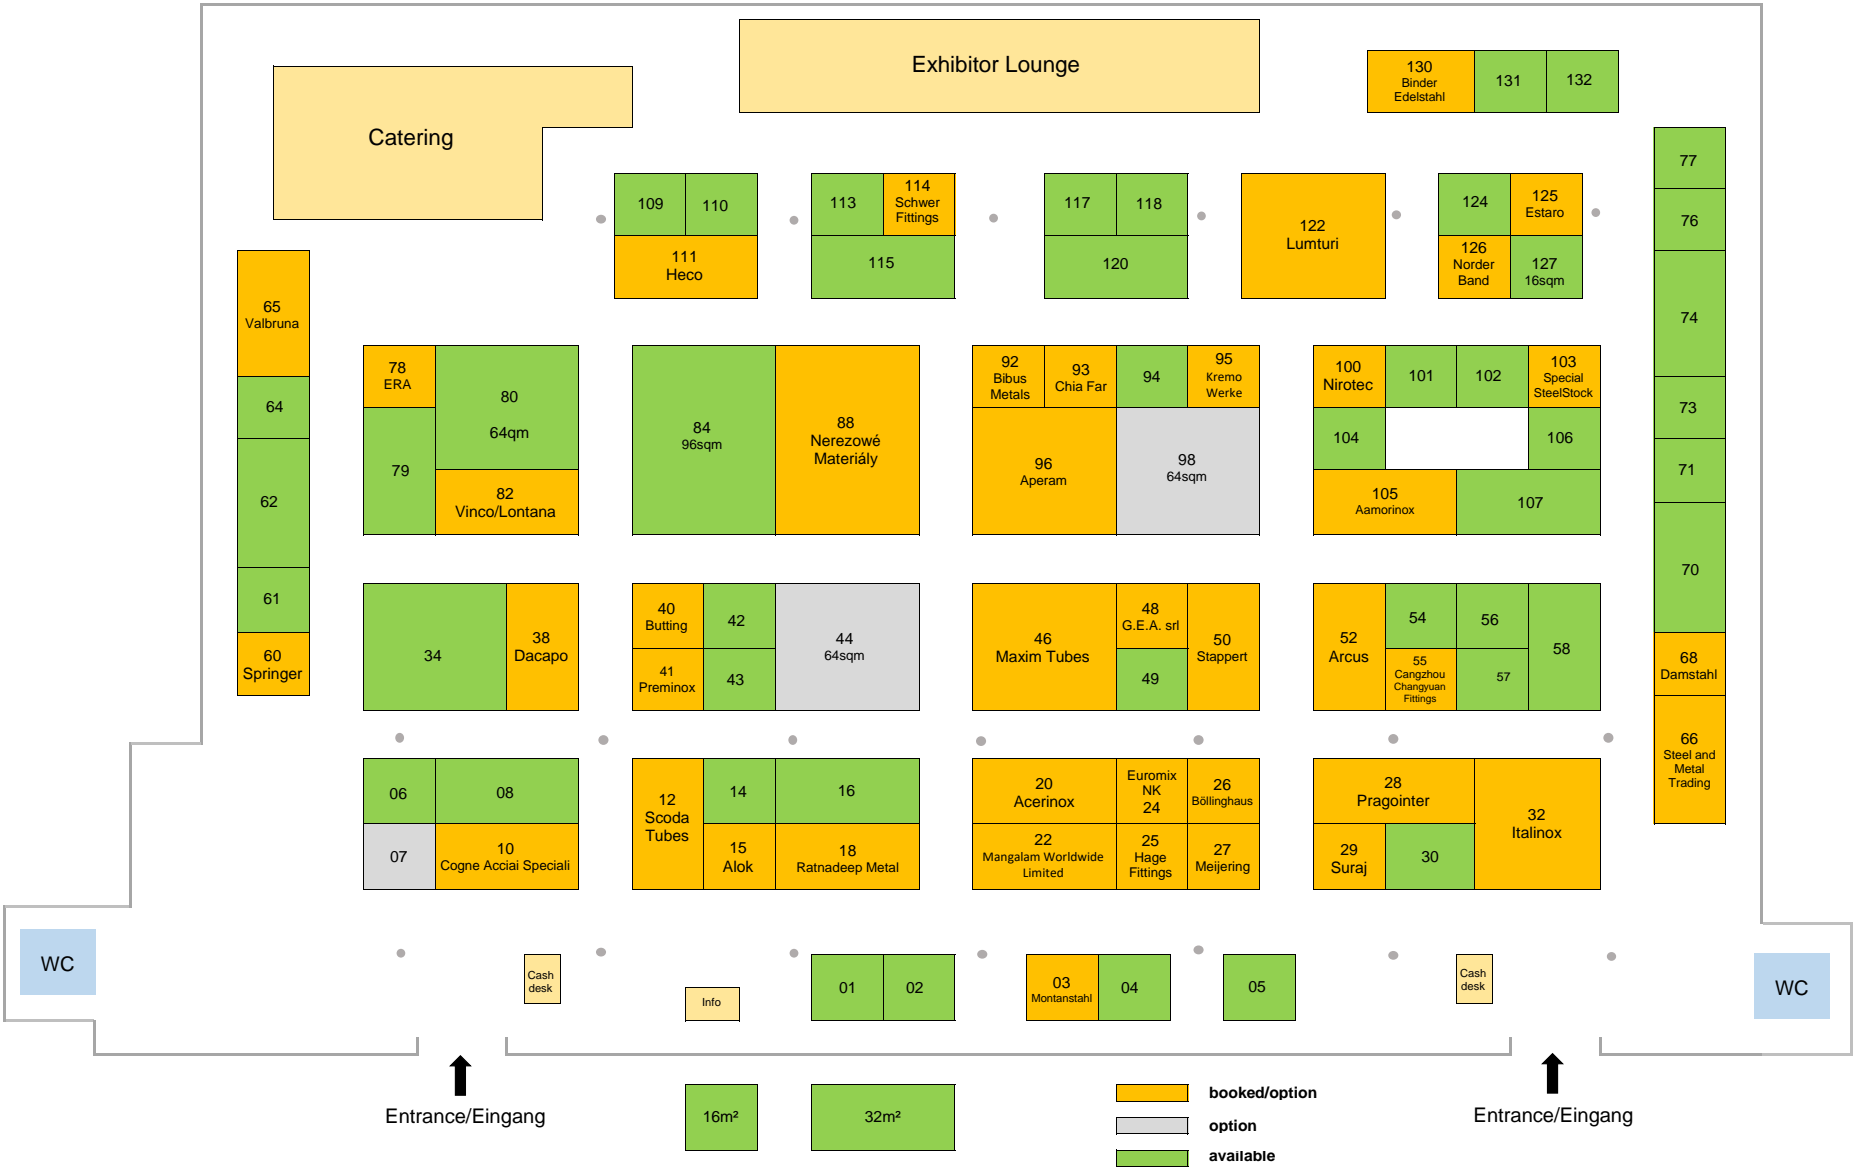 Exhibitor Lounge
130
Binder
Edelstahl
131
132
Catering
77
76
74
73
71
70
68
Damstahl
66
Steel and
Metal
Trading
109
110
111
Heco
113
114
Schwer
Fittings
115
117
118
120
122
Lumturi
124
125
Estaro
126
Norder
Band
127
16sqm
65
Valbruna
64
62
61
60
Springer
78
ERA
79
80
64qm
82
Vinco/Lontana
84
96sqm
88
Nerezowé
Materiály
92
Bibus
Metals
93
Chia Far
94
95
Kremo
Werke
96
Aperam
98
64sqm
100
Nirotec
101
102
103
Special
SteelStock
104
106
105
Aamorinox
107
34
38
Dacapo
40
Butting
42
41
Preminox
43
44
64sqm
46
Maxim Tubes
48
G.E.A. srl
49
50
Stappert
52
Arcus
54
56
55
Cangzhou
Changyuan
Fittings
57
58
06
08
07
10
Cogne Acciai Speciali
12
Scoda
Tubes
14
16
15
Alok
18
Ratnadeep Metal
20
Acerinox
Euromix
NK
24
26
Böllinghaus
22
Mangalam Worldwide
Limited
25
Hage
Fittings
27
Meijering
28
Pragointer
29
Suraj
30
32
Italinox
WC
Cash
desk
Info
01
02
03
Montanstahl
04
05
Cash
desk
WC
Entrance/Eingang
16m²
32m²
booked/option
option
available
Entrance/Eingang